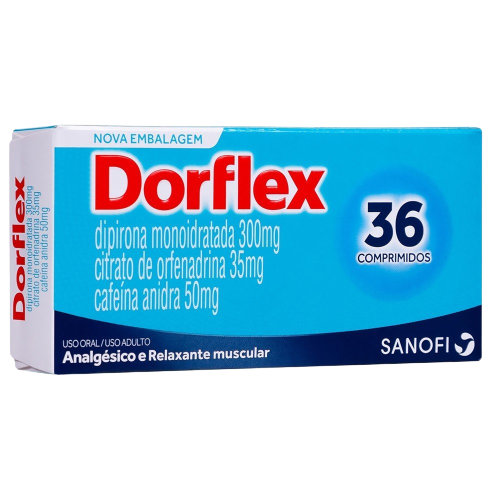 NOVA EMBALAGEM
Dorflex
dipirona monoidratada 300mg
citrato de orfenadrina 35mg
cafeína anidra 50mg
36
COMPRIMIDOS
USO ORAL / USO ADULTO
Analgésico e Relaxante muscular
SANOFI
Dorflex
dipirona monoidratada 300mg
citrato de orfenadrina 35mg
cafeína anidra 50mg